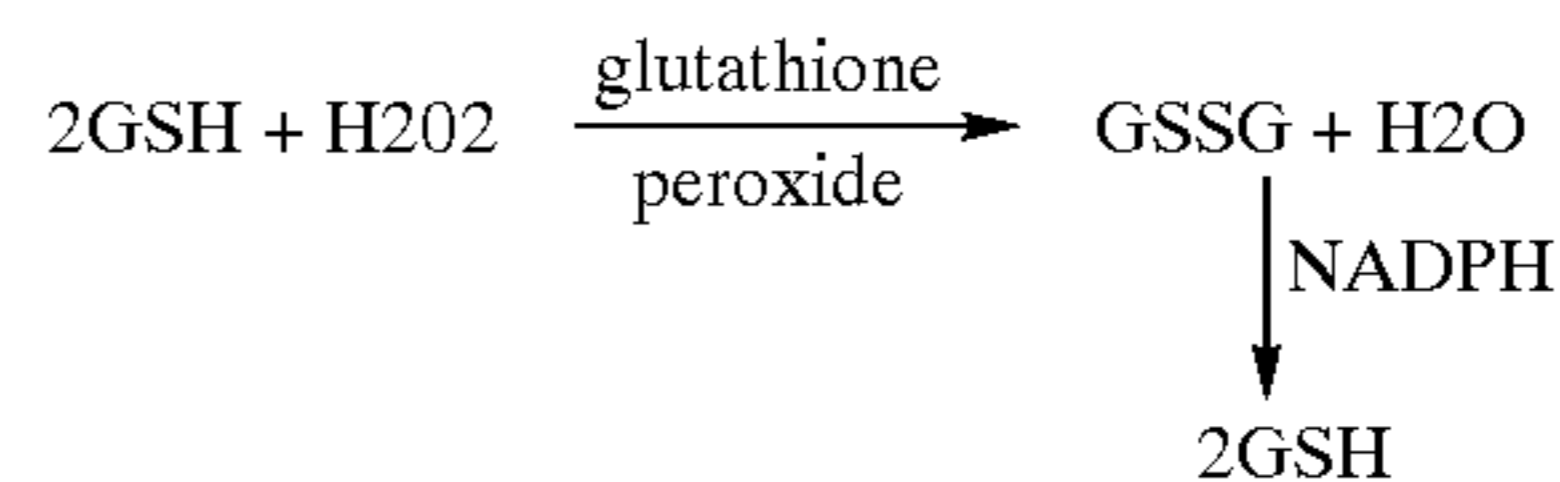 glutathione
2GSH + H202
GSSG + H2O
peroxide
NADPH
2GSH